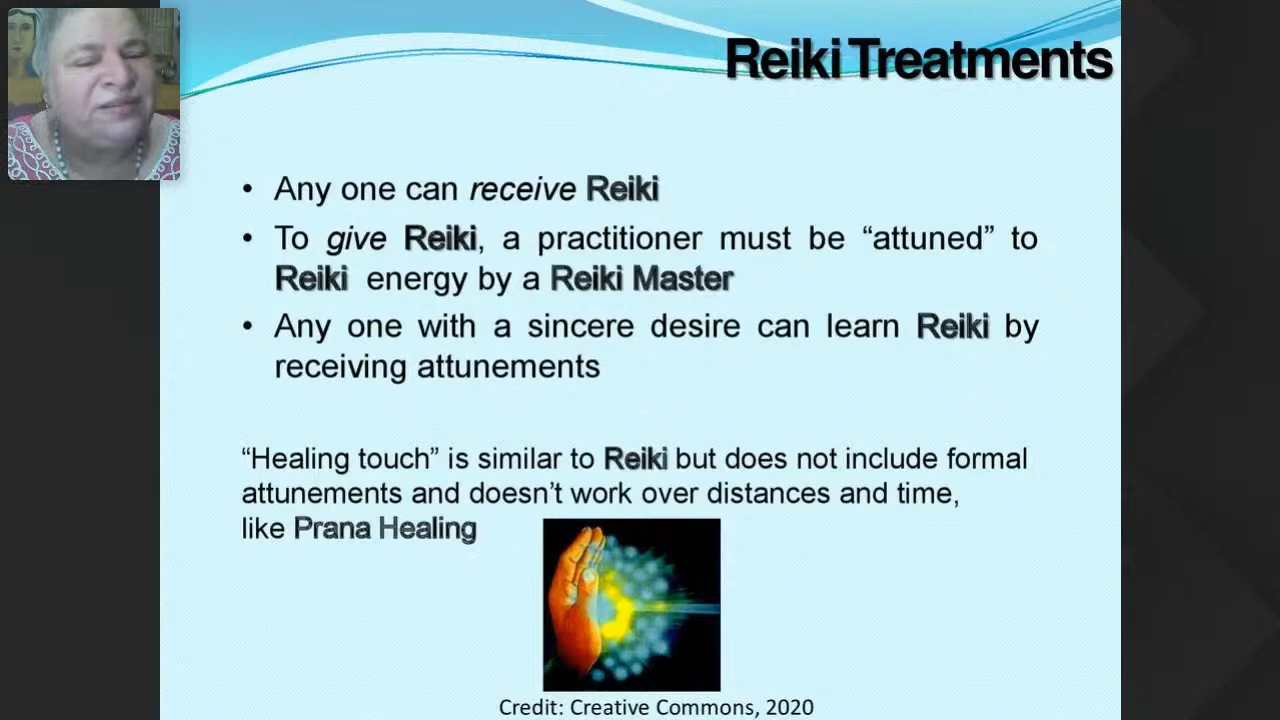 Reiki Treatments
• Any one can receive Reiki
• To give Reiki, a practitioner must be “attuned” to
Reiki energy by a Reiki Master
• Any one with a sincere desire can learn Reiki by
receiving attunements
“Healing touch” is similar to Reiki but does not include formal
attunements and doesn’t work over distances and time,
like Prana Healing
Credit: Creative Commons, 2020